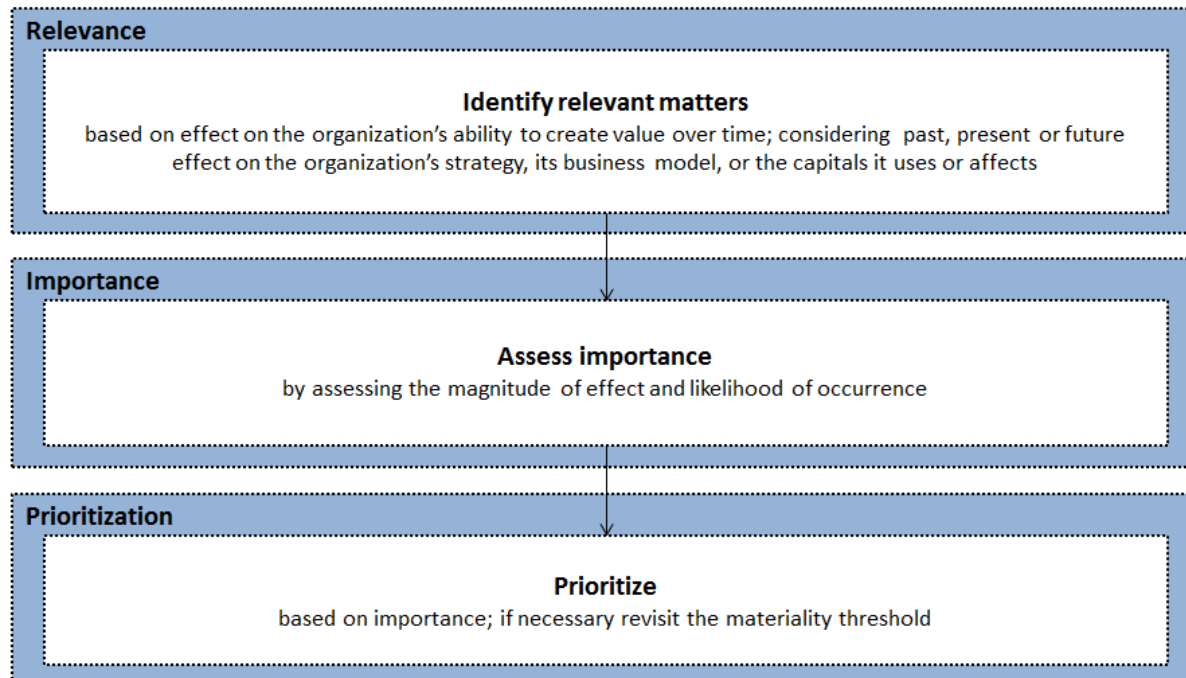 Relevance
Identify relevant matters
based on effect on the organization’s ability to create value over time; considering past, present or future
effect on the organization’s strategy, its business model, or the capitals it uses or affects
Importance
Assess importance
by assessing the magnitude of effect and likelihood of occurrence
Prioritization
Prioritize
based on importance; if necessary revisit the materiality threshold